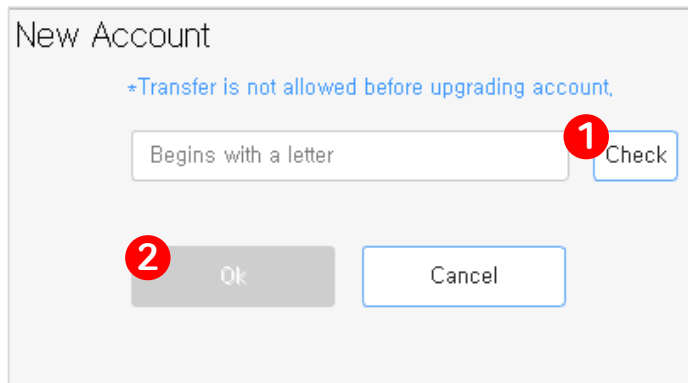 New Account
*Transfer is not allowed before upgrading account.
Begins with a letter
1
Check
2
Ok
Cancel